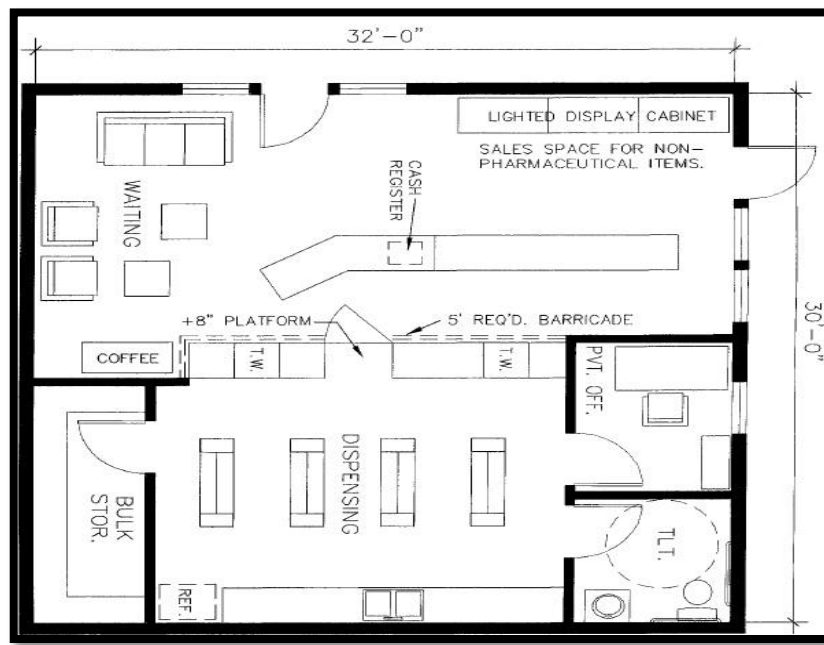 32'-0"
LIGHTED DISPLAY CABINET
SALES SPACE FOR NON-
PHARMACEUTICAL ITEMS.
CASH
REGISTER
WAITING
30'-0"
+8" PLATFORM
5' REQ'D. BARRICADE
COFFEE
T.W.
T.W.
PVT. OFF.
DISPENSING
BULK
STOR.
TLT.
REF.